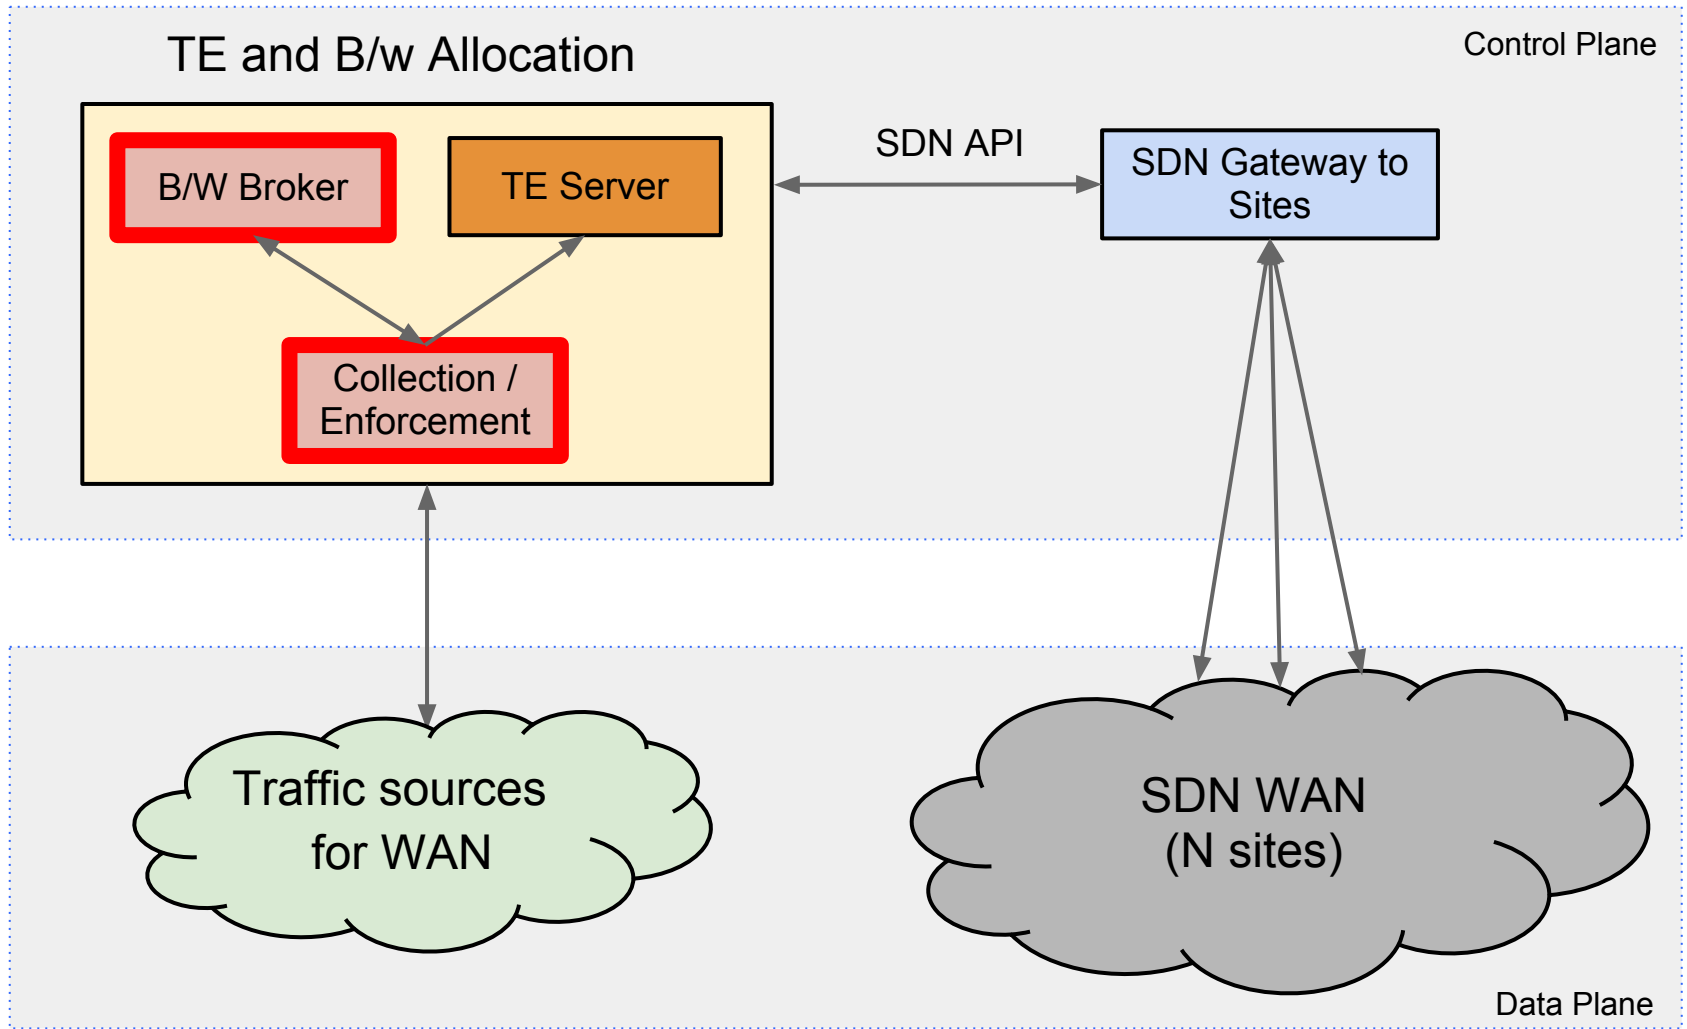 TE and B/w Allocation
Control Plane
B/W Broker
TE Server
SDN API
SDN Gateway to
Sites
Collection /
Enforcement
Traffic sources
for WAN
SDN WAN
(N sites)
Data Plane